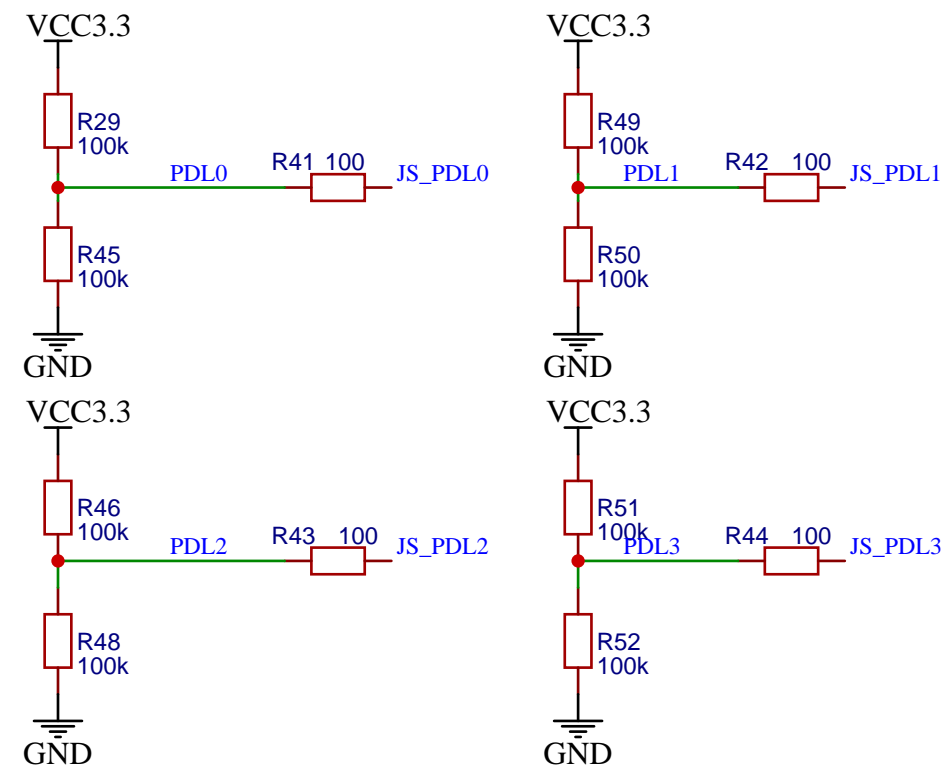 VCC3.3
R29
100k
PDL0
R41 100
JS_PDL0
R45
100k
GND
VCC3.3
R49
100k
PDL1
R42 100
JS_PDL1
R50
100k
GND
VCC3.3
R46
100k
PDL2
R43 100
JS_PDL2
R48
100k
GND
VCC3.3
R51
100k
PDL3
R44 100
JS_PDL3
R52
100k
GND